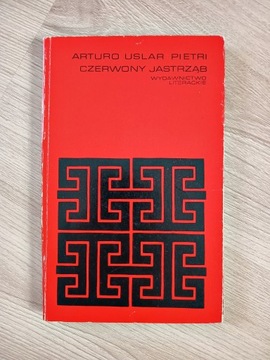 ARTURO USLAR PIETRI
CZERWONY JASTRZĄB
WYDAWNICTWO
LITERACKIE